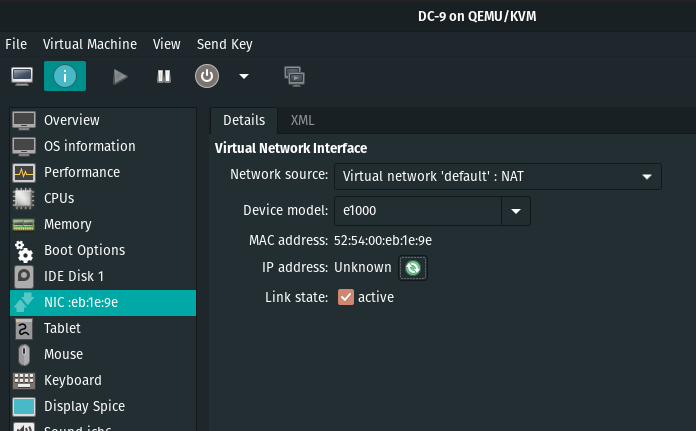 DC-9 on QEMU/KVM
File Virtual Machine View Send Key
Overview
OS information
Performance
CPUs
Memory
Boot Options
IDE Disk 1
NIC :eb:1e:9e
Tablet
Mouse
Keyboard
Display Spice
Sound ich6
Details XML
Virtual Network Interface
Network source: Virtual network 'default' : NAT
Device model: e1000
MAC address: 52:54:00:eb:1e:9e
IP address: Unknown
Link state: active